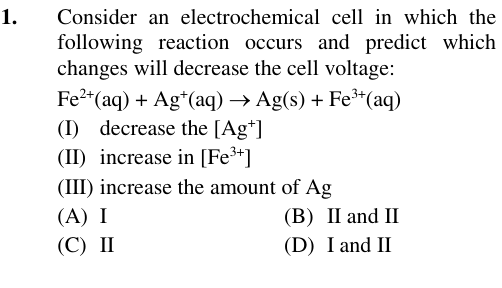 1. Consider an electrochemical cell in which the
following reaction occurs and predict which
changes will decrease the cell voltage:
Fe²⁺(aq) + Ag⁺(aq) → Ag(s) + Fe³⁺(aq)
(I) decrease the [Ag⁺]
(II) increase in [Fe³⁺]
(III) increase the amount of Ag
(A) I (B) II and II
(C) II (D) I and II